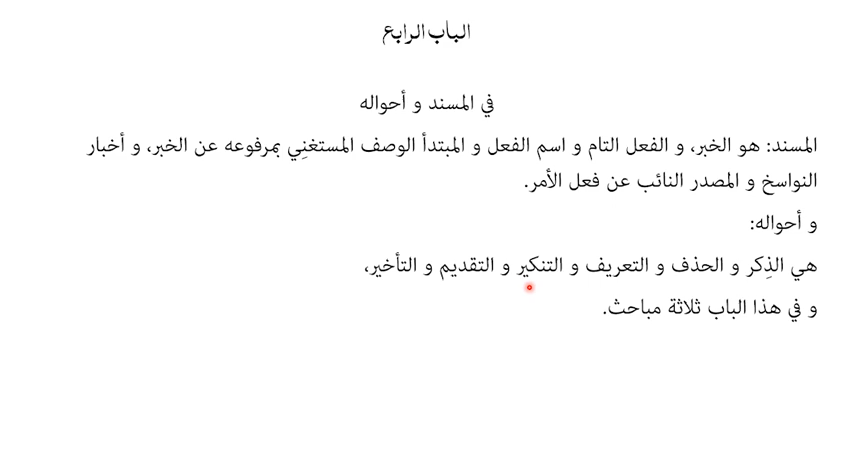 الباب الرابع
في المسند و أحواله
المسند: هو الخبر، و الفعل التام و اسم الفعل و المبتدأ الوصف المستغنِي بمرفوعه عن الخبر، و أخبار
النواسخ و المصدر النائب عن فعل الأمر.
و أحواله:
هي الذِكر و الحذف و التعريف و التنكير و التقديم و التأخير،
و في هذا الباب ثلاثة مباحث.